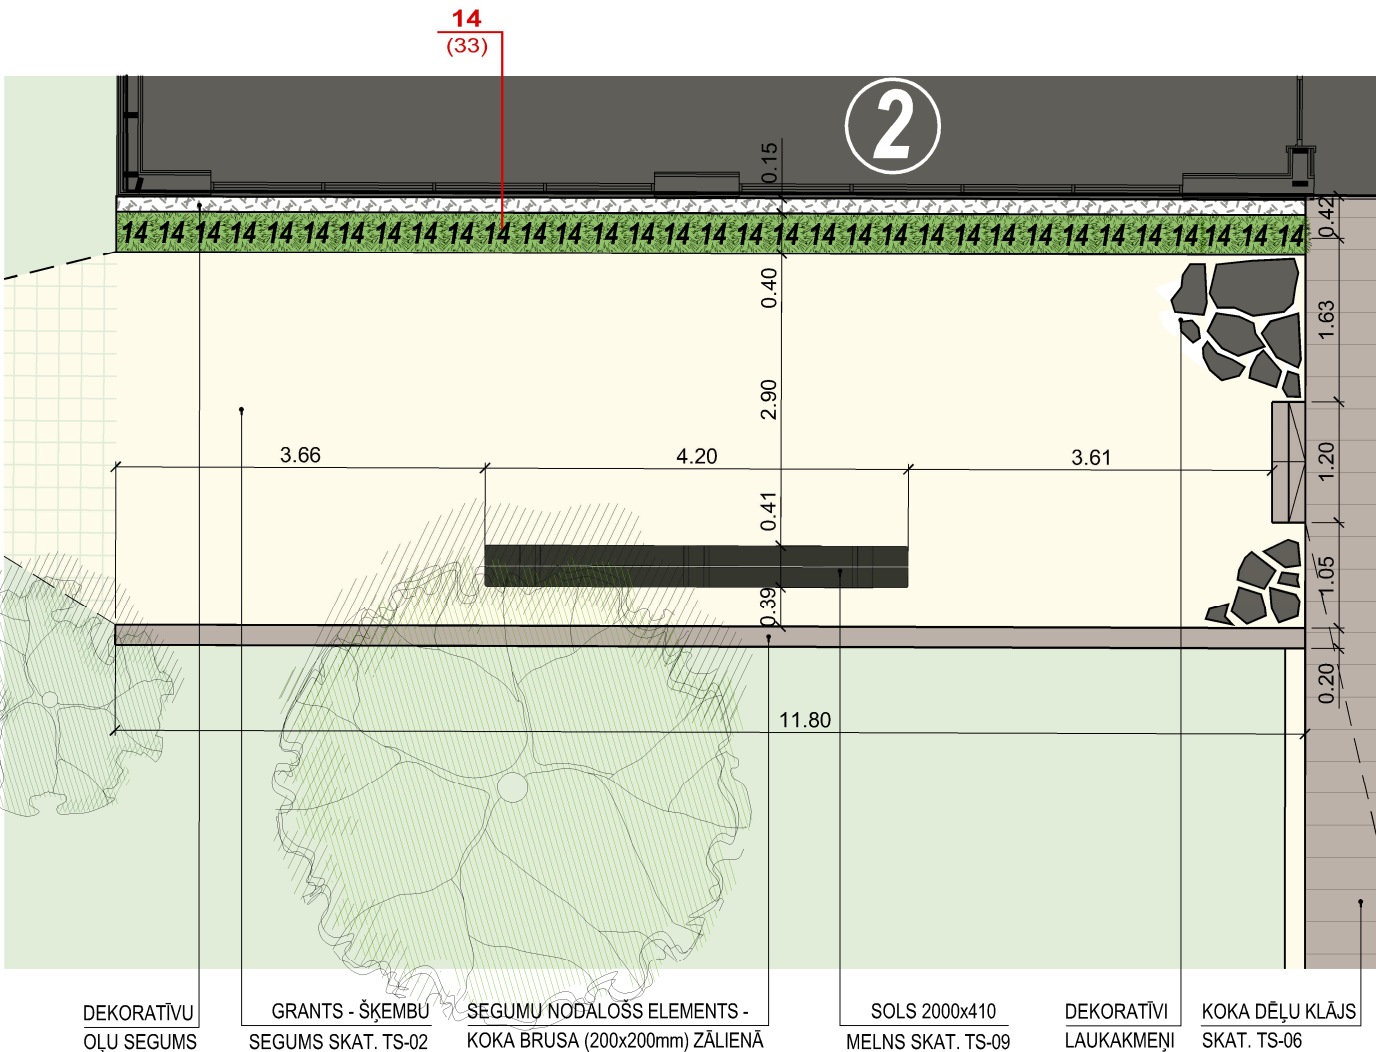 14
(33)
2
0.15
0.42
14 14 14 14 14 14 14 14 14 14 14 14 14 14 14 14 14 14 14 14 14 14 14 14 14 14 14 14 14 14 14 14 14
0.40
1.63
2.90
3.66
4.20
3.61
1.20
0.41
1.05
0.39
0.20
11.80
DEKORATĪVU
OĻU SEGUMS
GRANTS - ŠĶEMBU
SEGUMS SKAT. TS-02
SEGUMU NODALOŠS ELEMENTS -
KOKA BRUSA (200x200mm) ZĀLIENĀ
SOLS 2000x410
MELNS SKAT. TS-09
DEKORATĪVI
LAUKAKMEŅI
KOKA DĒĻU KLĀJS
SKAT. TS-06